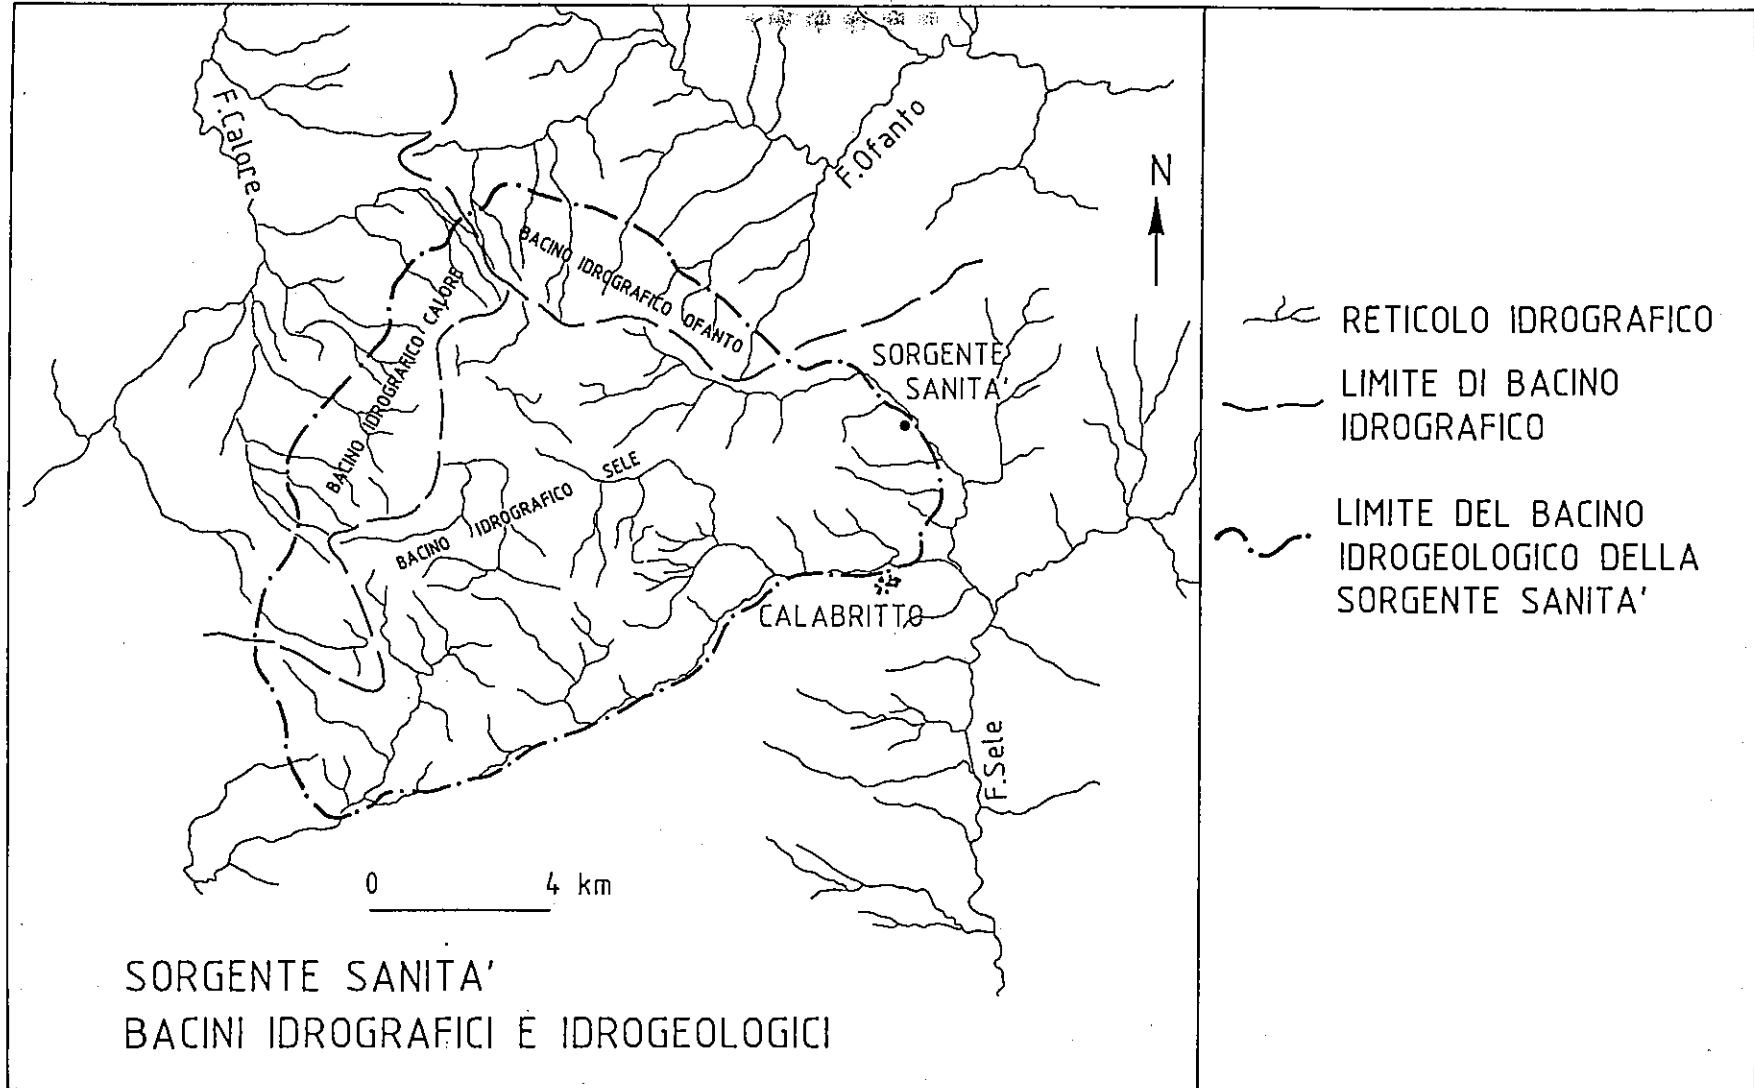 F.Calore
F.Ofanto
N
BACINO IDROGRAFICO OFANTO
BACINO IDROGRAFICO CALORE
SORGENTE
SANITA'
BACINO IDROGRAFICO SELE
CALABRITTO
F.Sele
0 4 km
SORGENTE SANITA'
BACINI IDROGRAFICI E IDROGEOLOGICI
RETICOLO IDROGRAFICO
LIMITE DI BACINO
IDROGRAFICO
LIMITE DEL BACINO
IDROGEOLOGICO DELLA
SORGENTE SANITA'